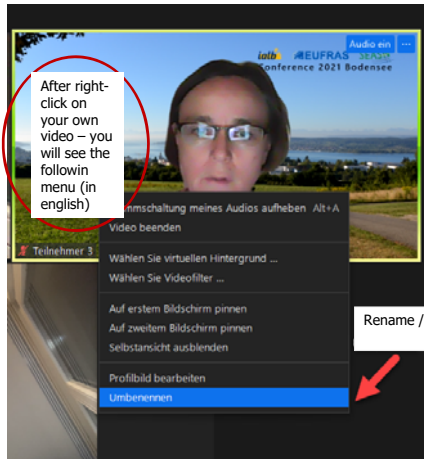 Audio ein ...
ialb EUFRAS SEASN
Conference 2021 Bodensee
After right-
click on
your own
video – you
will see the
followin
menu (in
english)
meines Audios aufheben Alt+A
Video beenden
Teilnehmer 3
Wählen Sie virtuellen Hintergrund ...
Wählen Sie Videofilter ...
Auf erstem Bildschirm pinnen
Auf zweitem Bildschirm pinnen
Selbstansicht ausblenden
Rename /
Profilbild bearbeiten
Umbenennen